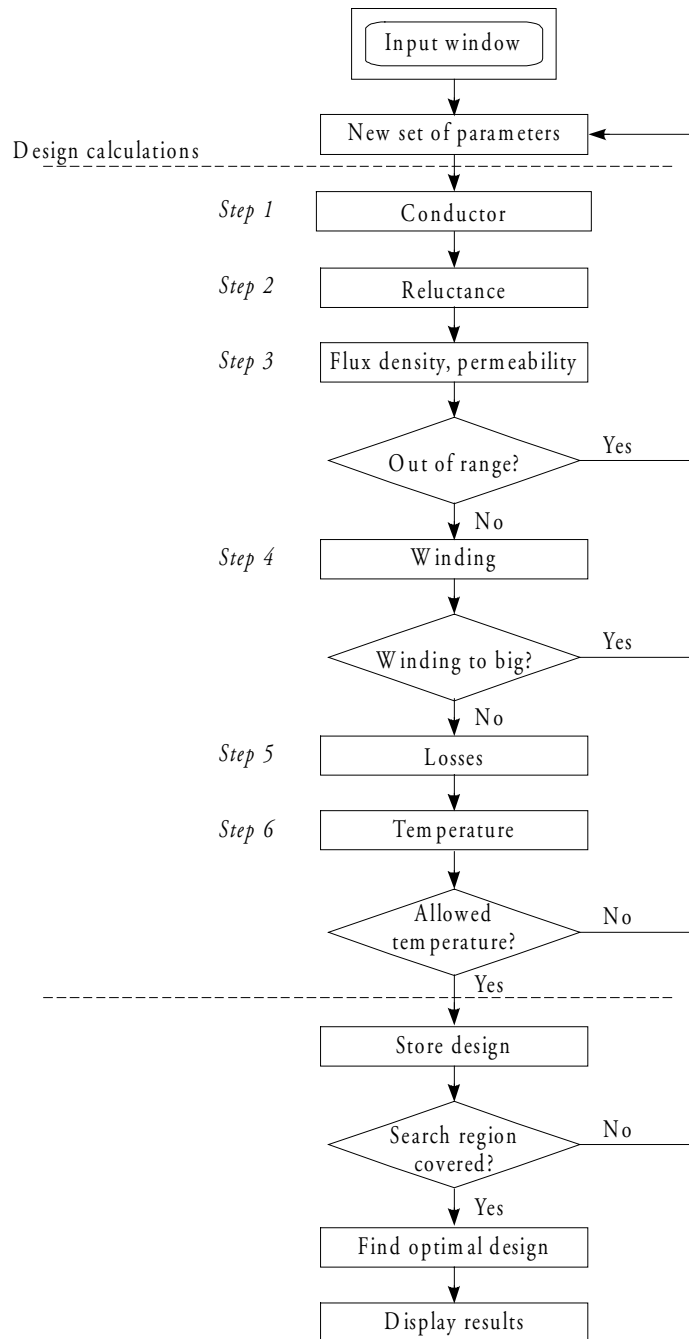 Input window
New set of parameters
Design calculations
Step 1
Conductor
Step 2
Reluctance
Step 3
Flux density, permeability
Out of range?
Yes
No
Step 4
Winding
Winding to big?
Yes
No
Step 5
Losses
Step 6
Temperature
Allowed
temperature?
No
Yes
Store design
Search region
covered?
No
Yes
Find optimal design
Display results